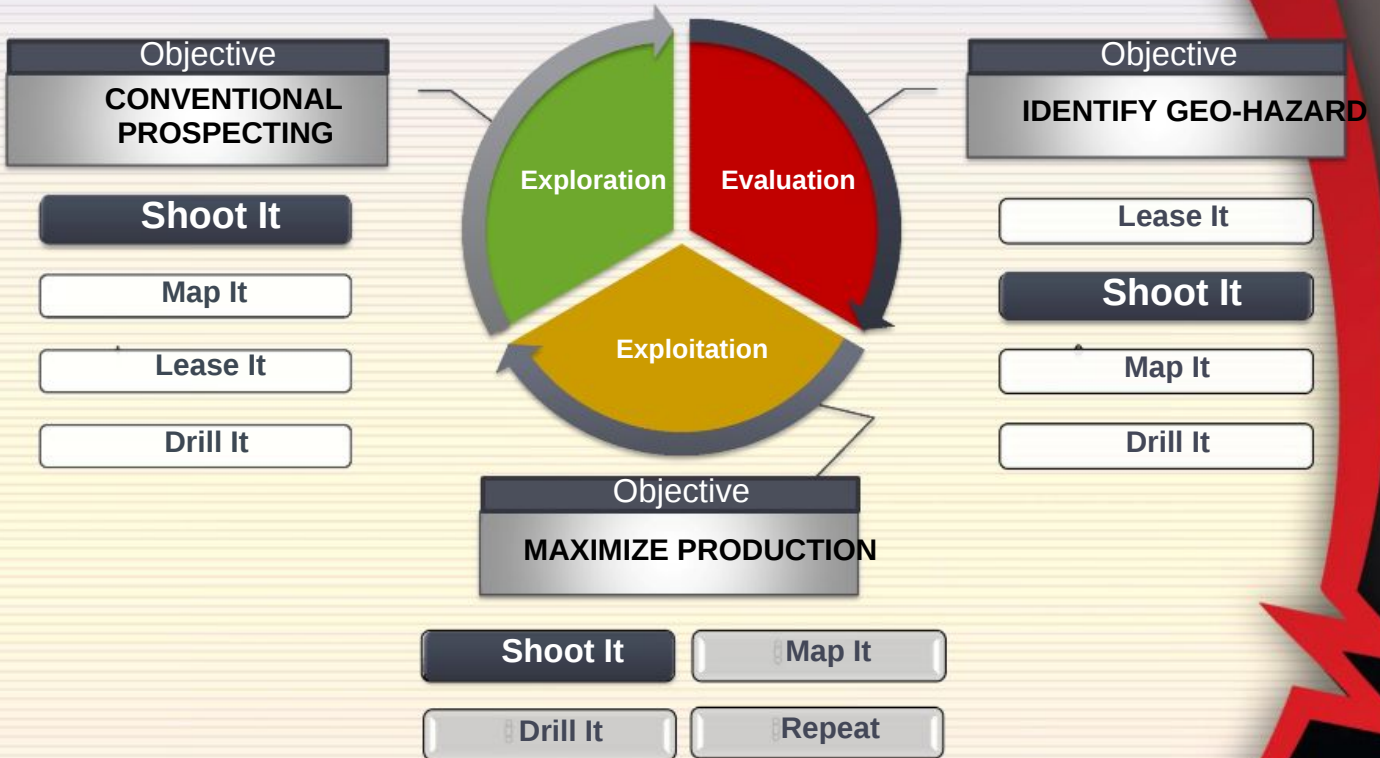 Objective
CONVENTIONAL
PROSPECTING
Shoot It
Map It
Lease It
Drill It
Exploration
Evaluation
Exploitation
Objective
IDENTIFY GEO-HAZARD
Lease It
Shoot It
Map It
Drill It
Objective
MAXIMIZE PRODUCTION
Shoot It
Map It
Drill It
Repeat